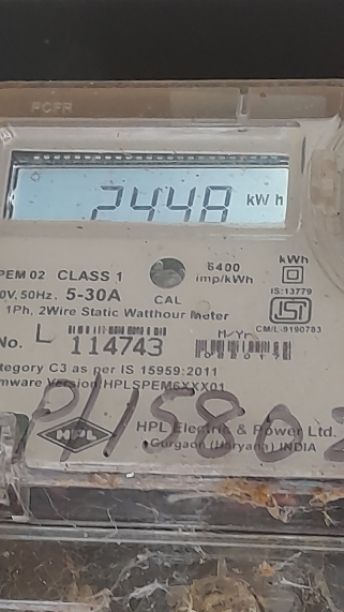 2448 kWh
PEM 02 CLASS 1
6400 imp/kWh
kWh
0V, 50Hz. 5-30A
CAL
IS:13779
1Ph, 2Wire Static Watthour Meter
ISI
CM/L-9190783
No. L 114743
M/Yr
tegory C3 as per IS 15959:2011
mware Version HPLSPEM6XXX01
HPL
HPL Electric & Power Ltd.
Gurgaon (Haryana) INDIA